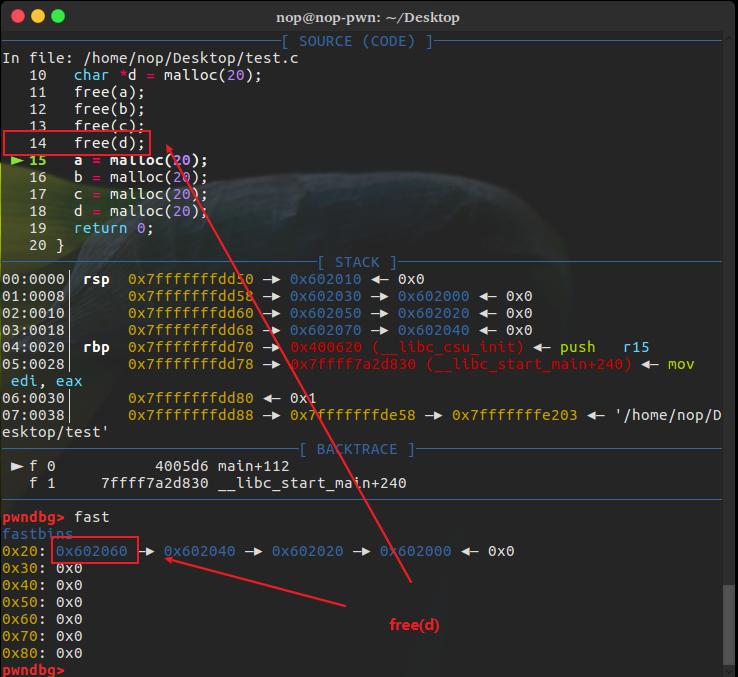 nop@nop-pwn: ~/Desktop
[ SOURCE (CODE) ]
In file: /home/nop/Desktop/test.c
10 char *d = malloc(20);
11 free(a);
12 free(b);
13 free(c);
14 free(d);
► 15 a = malloc(20);
16 b = malloc(20);
17 c = malloc(20);
18 d = malloc(20);
19 return 0;
20 }
[ STACK ]
00:0000│ rsp 0x7fffffffdd50 —► 0x602010 ◄— 0x0
01:0008│ 0x7fffffffdd58 —► 0x602030 —► 0x602000 ◄— 0x0
02:0010│ 0x7fffffffdd60 —► 0x602050 —► 0x602020 ◄— 0x0
03:0018│ 0x7fffffffdd68 —► 0x602070 —► 0x602040 ◄— 0x0
04:0020│ rbp 0x7fffffffdd70 —► 0x400620 (__libc_csu_init) ◄— push r15
05:0028│ 0x7fffffffdd78 —► 0x7ffff7a2d830 (__libc_start_main+240) ◄— mov
edi, eax
06:0030│ 0x7fffffffdd80 ◄— 0x1
07:0038│ 0x7fffffffdd88 —► 0x7fffffffde58 —► 0x7fffffffe203 ◄— '/home/nop/D
esktop/test'
[ BACKTRACE ]
► f 0 4005d6 main+112
f 1 7ffff7a2d830 __libc_start_main+240
pwndbg> fast
fastbins
0x20: 0x602060 —► 0x602040 —► 0x602020 —► 0x602000 ◄— 0x0
0x30: 0x0
0x40: 0x0
0x50: 0x0
0x60: 0x0
0x70: 0x0
0x80: 0x0
free(d)
pwndbg>